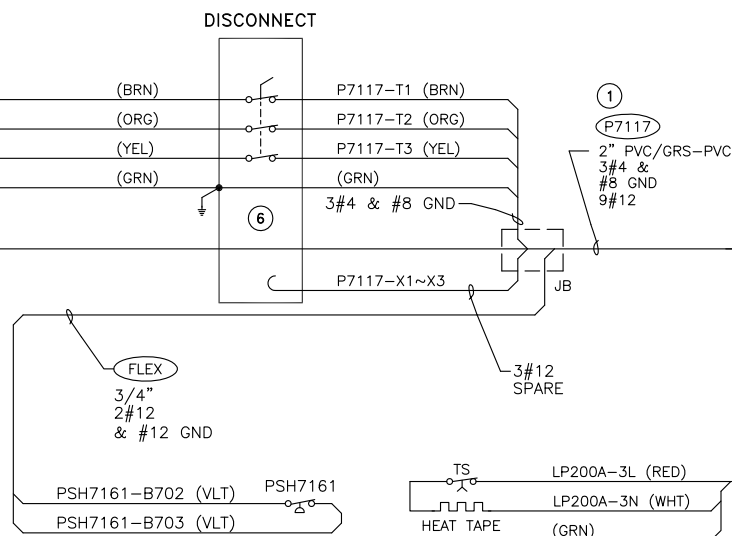 DISCONNECT
(BRN)
P7117-T1 (BRN)
(ORG)
P7117-T2 (ORG)
(YEL)
P7117-T3 (YEL)
(GRN)
(GRN)
3#4 & #8 GND
1
P7117
2" PVC/GRS-PVC
3#4 &
#8 GND
9#12
6
P7117-X1~X3
JB
3#12
SPARE
FLEX
3/4"
2#12
& #12 GND
PSH7161-B702 (VLT)
PSH7161
PSH7161-B703 (VLT)
TS
LP200A-3L (RED)
LP200A-3N (WHT)
HEAT TAPE
(GRN)